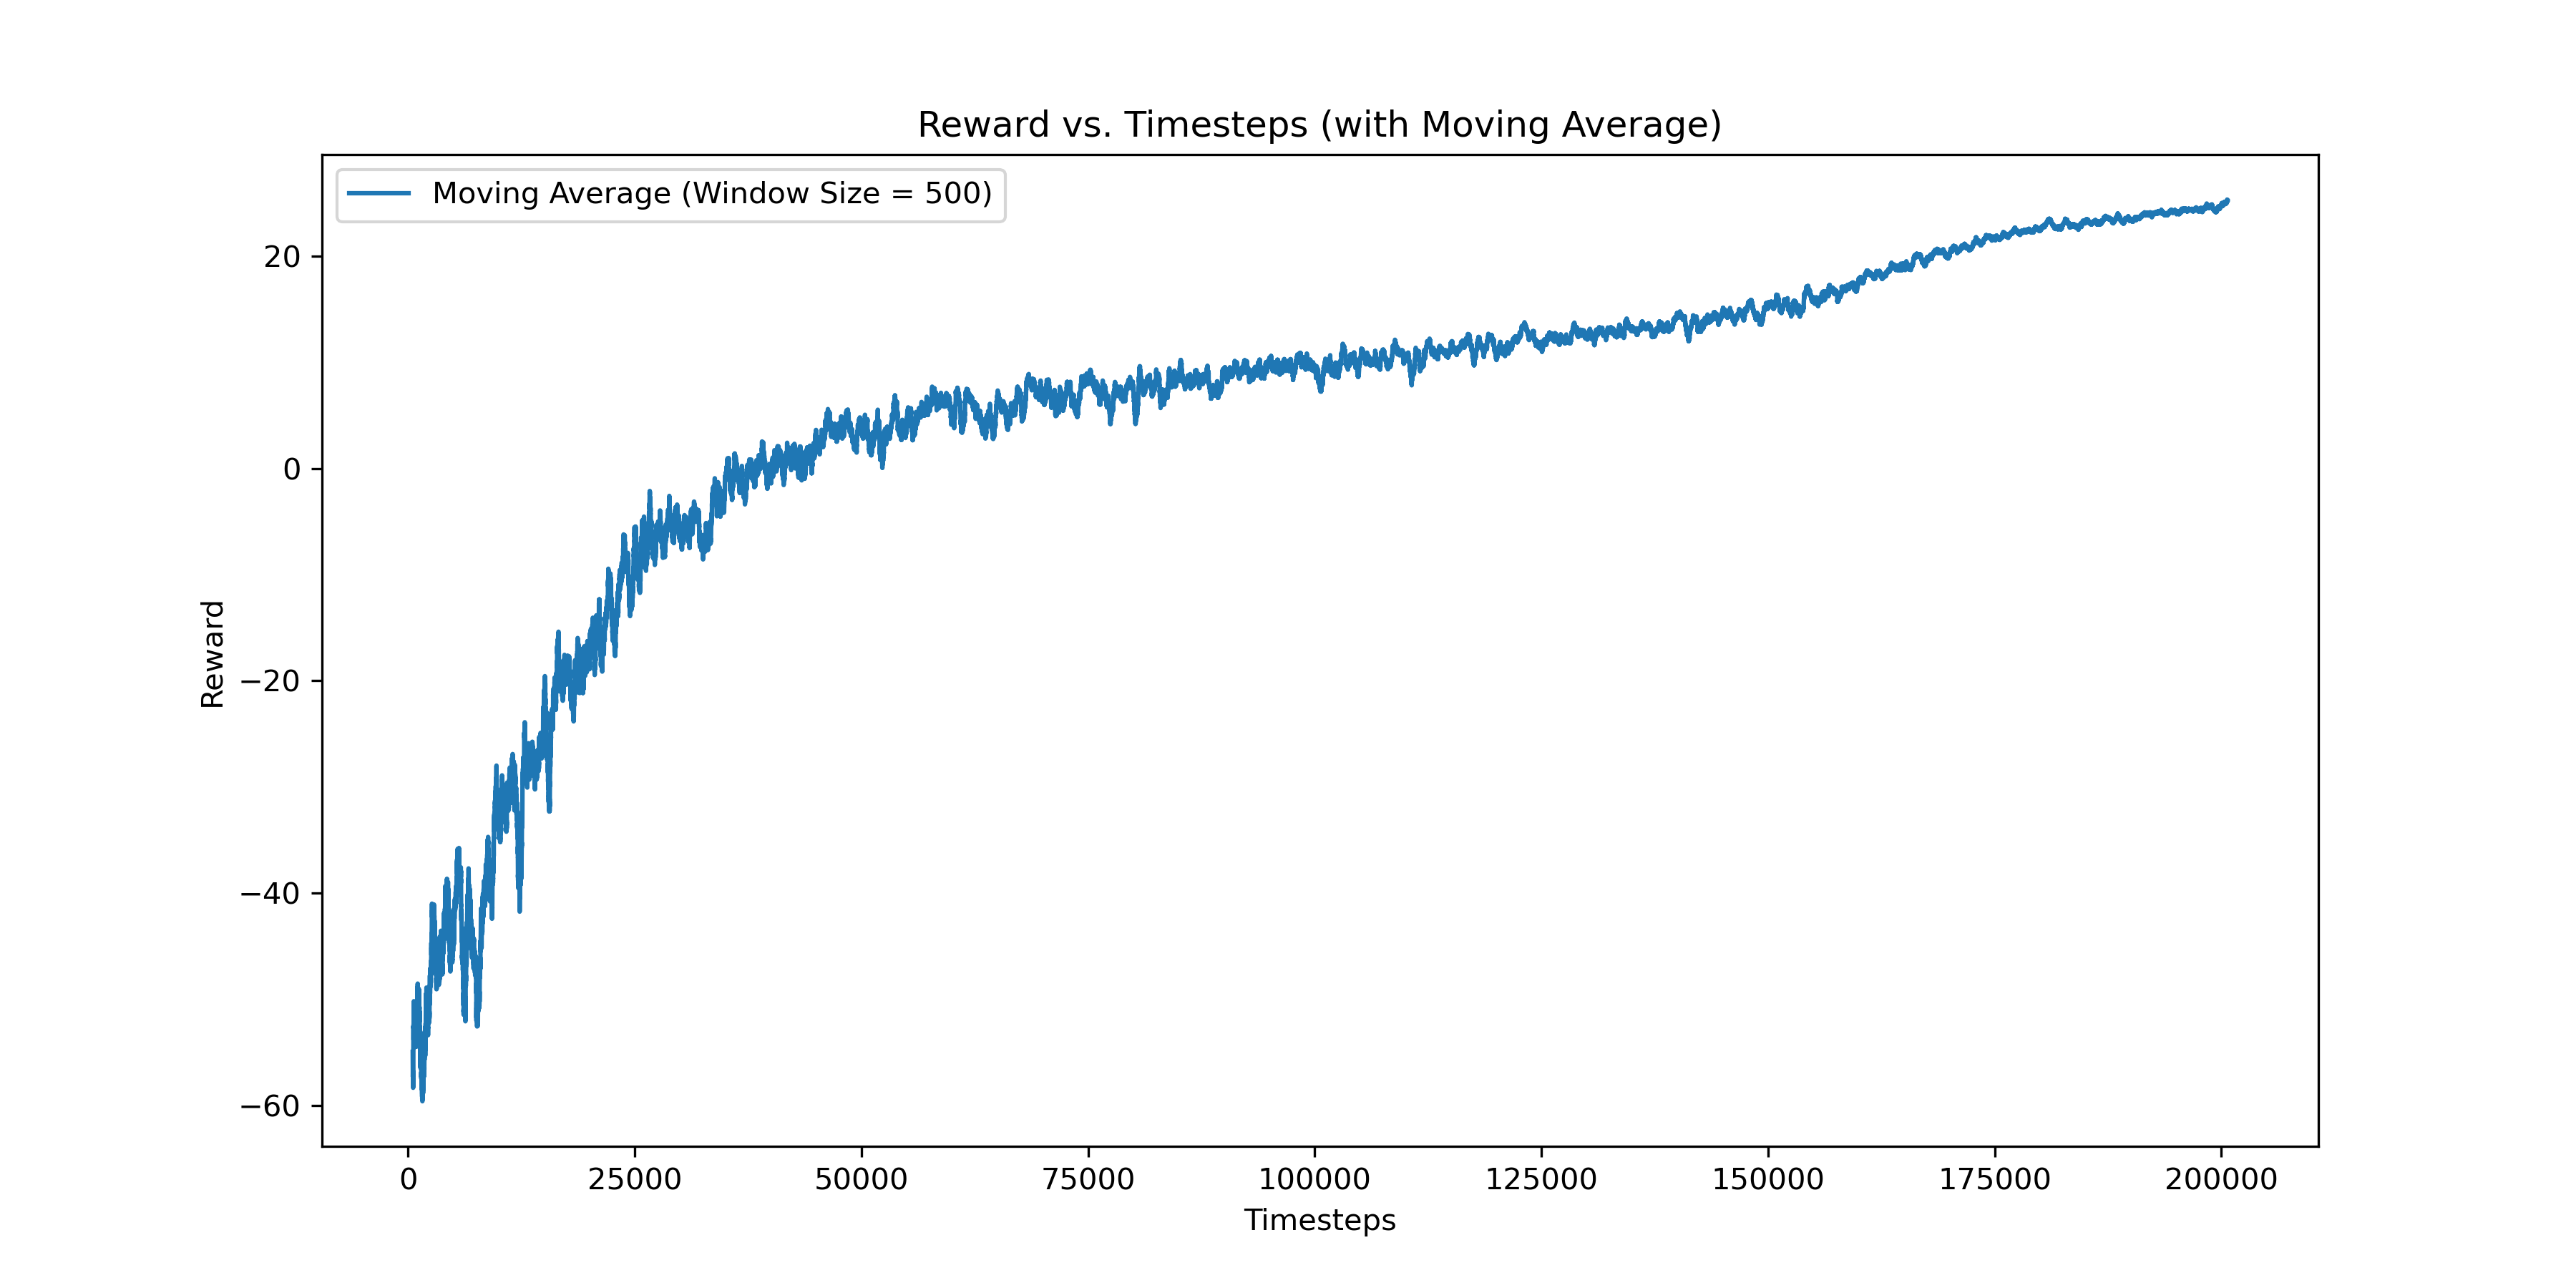 Reward vs. Timesteps (with Moving Average)
Moving Average (Window Size = 500)
Reward
20
0
−20
−40
−60
0 25000 50000 75000 100000 125000 150000 175000 200000
Timesteps